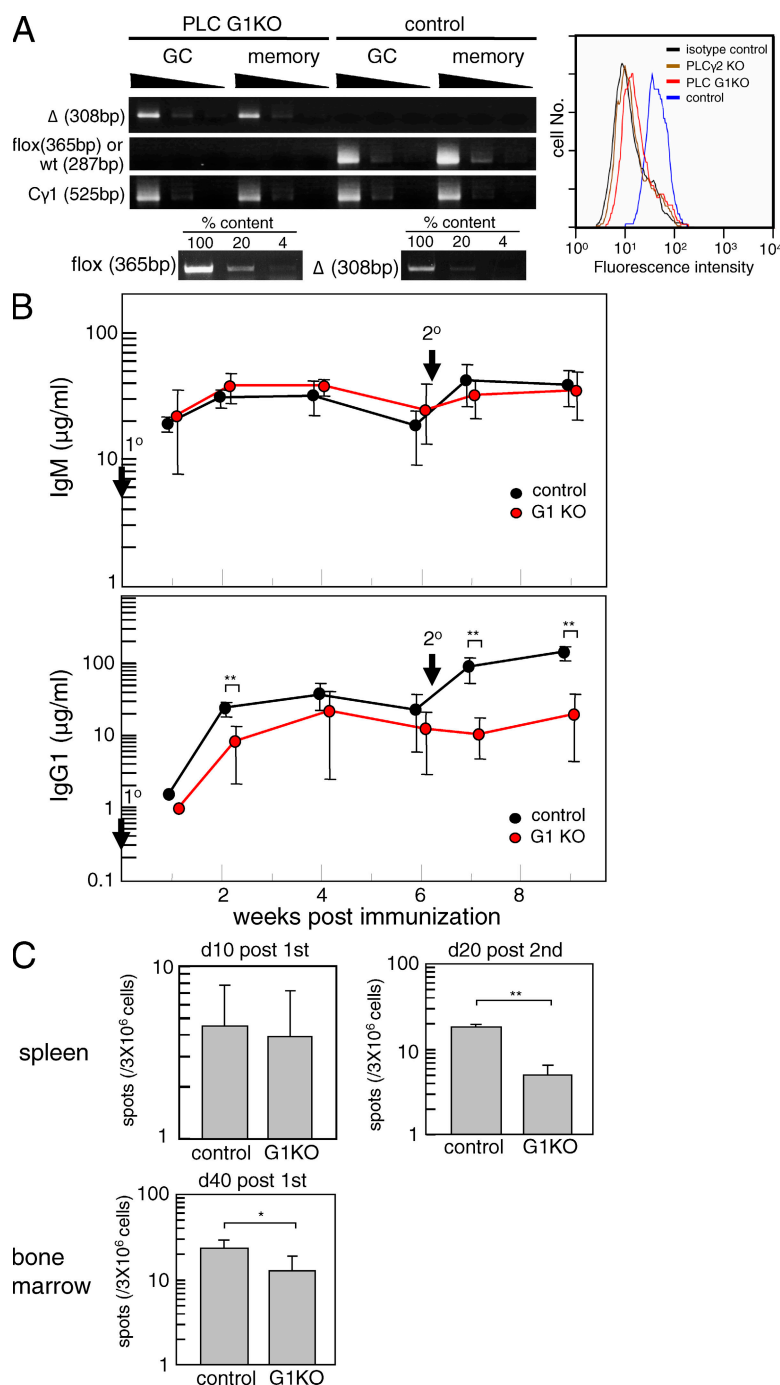 A
PLC G1KO control
GC memory GC memory
Δ (308bp)
flox(365bp) or
wt (287bp)
Cγ1 (525bp)
% content % content
100 20 4 100 20 4
flox (365bp) Δ (308bp)
isotype control
PLCγ2 KO
PLC G1KO
control
cell No.
10⁰ 10¹ 10² 10³ 10⁴
Fluorescence intensity
B
100
10
1
IgM (μg/ml)
1º
2º
control
G1 KO
100
10
1
0.1
IgG1 (μg/ml)
1º
2º
**
**
**
control
G1 KO
2 4 6 8
weeks post immunization
C
spleen
d10 post 1st
10
1
spots (/3X10⁶ cells)
control G1KO
d20 post 2nd
100
10
1
spots (/3X10⁶ cells)
**
control G1KO
bone
marrow
d40 post 1st
100
10
1
spots (/3X10⁶ cells)
*
control G1KO